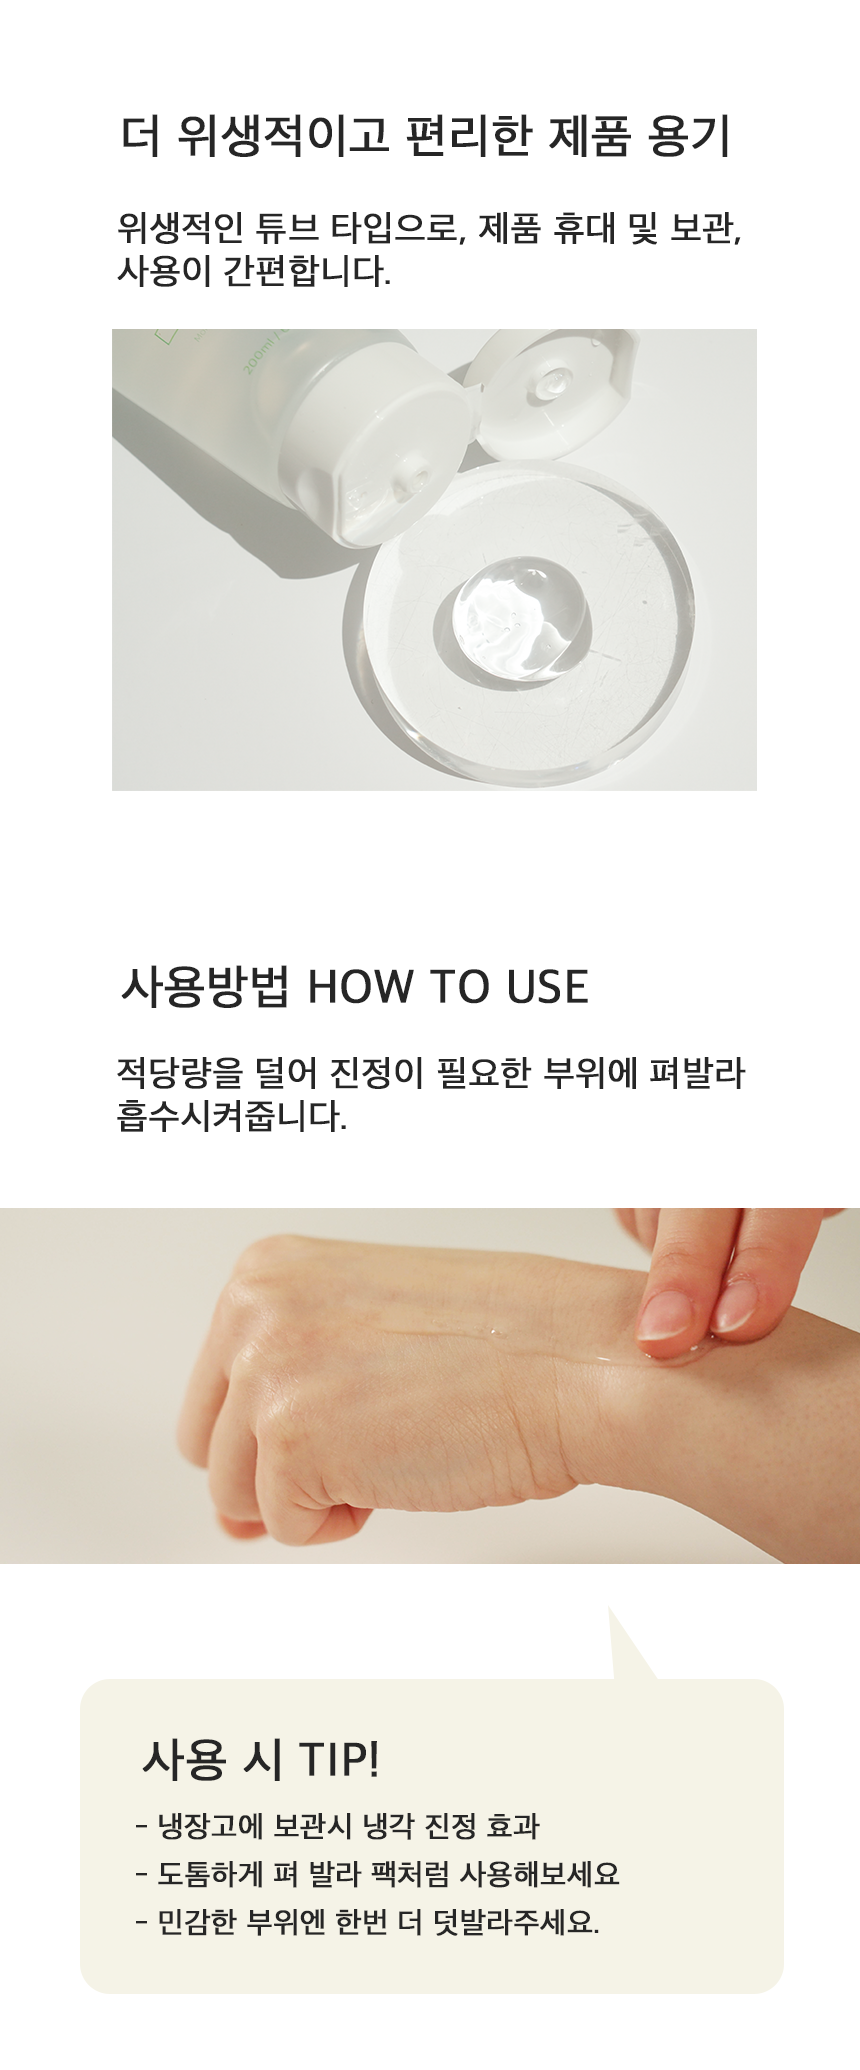 더 위생적이고 편리한 제품 용기
위생적인 튜브 타입으로, 제품 휴대 및 보관,
사용이 간편합니다.
200ml /
사용방법 HOW TO USE
적당량을 덜어 진정이 필요한 부위에 펴발라
흡수시켜줍니다.
사용 시 TIP!
- 냉장고에 보관시 냉각 진정 효과
- 도톰하게 펴 발라 팩처럼 사용해보세요
- 민감한 부위엔 한번 더 덧발라주세요.